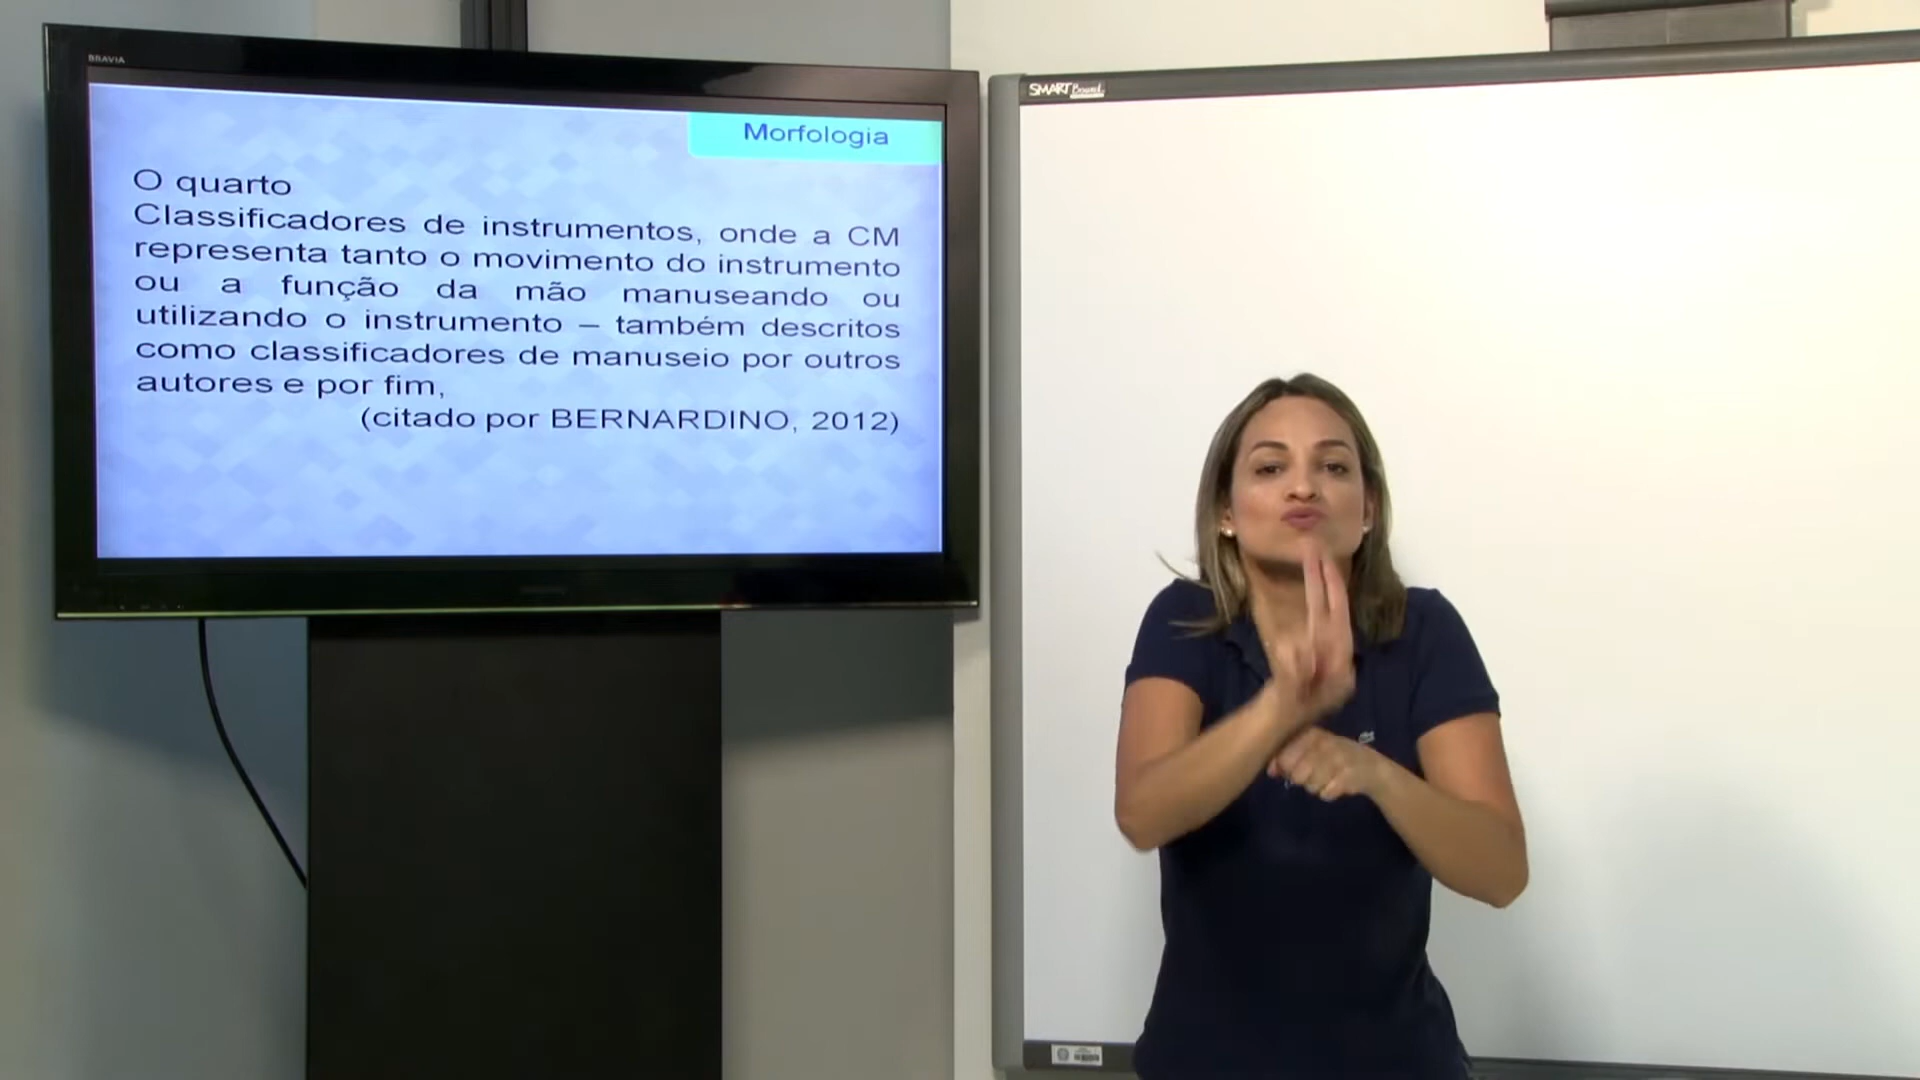 BRAVIA
Morfologia
O quarto
Classificadores de instrumentos, onde a CM
representa tanto o movimento do instrumento
ou a função da mão manuseando ou
utilizando o instrumento – também descritos
como classificadores de manuseio por outros
autores e por fim,
(citado por BERNARDINO, 2012)
SMART Board